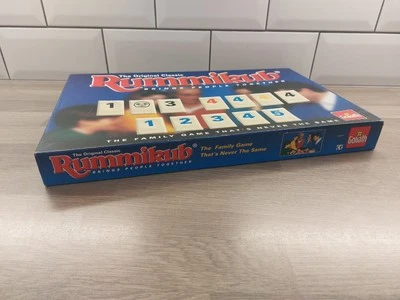 The Original Classic
Rummikub
BRINGS PEOPLE TOGETHER
1 3 4 4 4
1 2 3 4 5
THE FAMILY GAME THAT'S NEVER THE SAME
Goliath
The Original Classic
Rummikub
BRINGS PEOPLE TOGETHER
The Family Game
That's Never The Same
Goliath